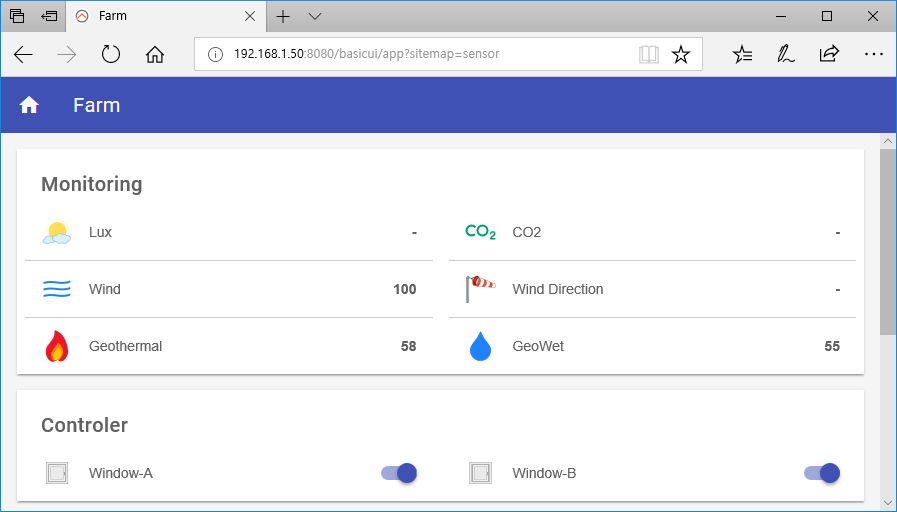 Farm
192.168.1.50:8080/basicui/app?sitemap=sensor
Farm
Monitoring
Lux -
CO2 CO2 -
Wind 100
Wind Direction -
Geothermal 58
GeoWet 55
Controler
Window-A
Window-B